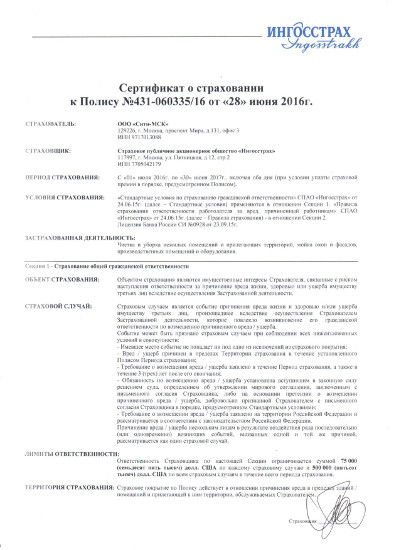 ИНГОССТРАХ
Ingosstrakh
Сертификат о страховании
к Полису №431-060335/16 от «28» июня 2016г.
СТРАХОВАТЕЛЬ: ООО «Сити-МСК»
129226, г. Москва, проспект Мира, д.131, офис 3
ИНН 9717013008
СТРАХОВЩИК: Страховое публичное акционерное общество «Ингосстрах»
117997, г. Москва, ул. Пятницкая, д.12, стр.2
ИНН 7705042179
ПЕРИОД СТРАХОВАНИЯ: С «01» июля 2016г. по «30» июня 2017г., включая оба дня (при условии уплаты страховой
премии в порядке, предусмотренном Полисом).
УСЛОВИЯ СТРАХОВАНИЯ: «Стандартные условия по страхованию гражданской ответственности» СПАО «Ингосстрах» от
24.06.15г. (далее – Стандартные условия) применяются в отношении Секции 1. «Правила
страхования ответственности работодателя за вред, причиненный работникам» СПАО
«Ингосстрах» от 24.06.15г. (далее – Правила страхования) - в отношении Секции 2.
Лицензия Банка России СИ №0928 от 23.09.15г.
ЗАСТРАХОВАННАЯ ДЕЯТЕЛЬНОСТЬ:
Чистка и уборка нежилых помещений и прилегающих территорий, мойка окон и фасадов,
производственных помещений и оборудования.
Секция 1 - Страхование общей гражданской ответственности
ОБЪЕКТ СТРАХОВАНИЯ: Объектом страхования являются имущественные интересы Страхователя, связанные с риском
наступления ответственности за причинение вреда жизни, здоровью или ущерба имуществу
третьих лиц вследствие осуществления Застрахованной деятельности.
СТРАХОВОЙ СЛУЧАЙ: Страховым случаем является событие причинения вреда жизни и здоровью и/или ущерба
имуществу третьих лиц, произошедшее вследствие осуществления Страхователем
Застрахованной деятельности, которое повлекло возникновение его гражданской
ответственности по возмещению причиненного вреда / ущерба.
Событие может быть признано страховым случаем при соблюдении всех ниженазванных
условий в совокупности:
- Имевшее место событие не попадает ни под одно из исключений из страхового покрытия;
- Вред / ущерб причинен в пределах Территории страхования в течение установленного
Полисом Периода страхования;
- Требование о возмещении вреда / ущерба заявлено в течение Периода страхования, а также в
течение 3 (трех) лет после его окончания;
- Обязанность по возмещению вреда / ущерба установлена вступившим в законную силу
решением суда, определением об утверждении мирового соглашения, заключенным с
письменного согласия Страховщика, либо на основании претензии о возмещении
причиненного вреда / ущерба, добровольно признанной Страхователем с письменного
согласия Страховщика в порядке, предусмотренном Стандартными условиями;
- Требование о возмещении вреда / ущерба заявлено на территории Российской Федерации и
рассматривается в соответствии с законодательством Российской Федерации.
Причинение вреда / ущерба нескольким лицам в результате воздействия ряда последовательно
(или одновременно) возникающих событий, вызванных одной и той же причиной,
рассматривается как один страховой случай.
ЛИМИТЫ ОТВЕТСТВЕННОСТИ:
Ответственность Страховщика по настоящей Секции ограничивается суммой 75 000
(семьдесят пять тысяч) долл. США по каждому страховому случаю и 500 000 (пятьсот
тысяч) долл. США по всем страховым случаям в течение всего периода страхования.
ТЕРРИТОРИЯ СТРАХОВАНИЯ: Страховое покрытие по Полису действует в отношении причинения вреда в пределах зданий /
помещений и прилегающей к ним территории, обслуживаемых Страхователем.
Страховщик